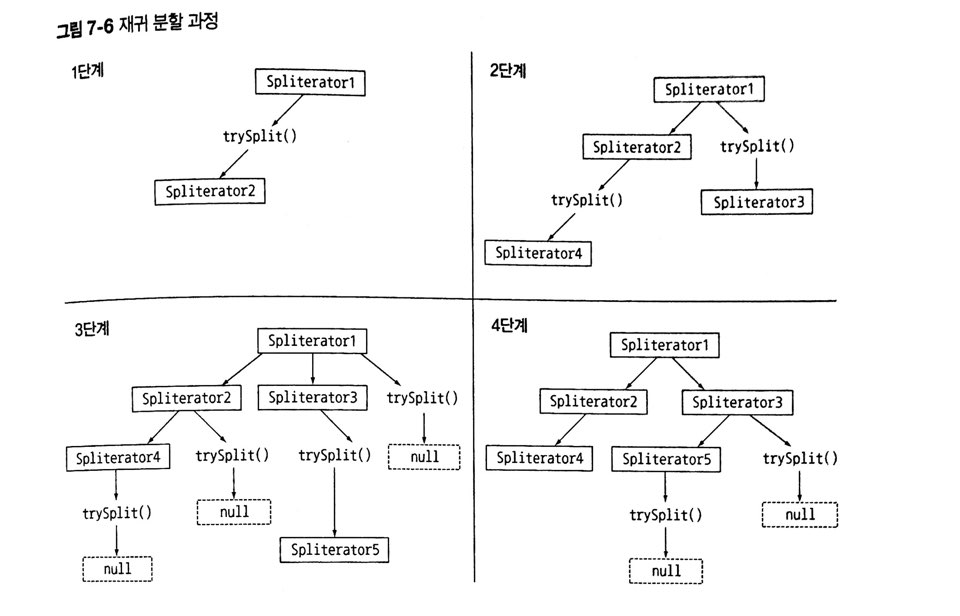 그림 7-6 재귀 분할 과정
1단계
Spliterator1
trySplit()
Spliterator2
2단계
Spliterator1
Spliterator2
trySplit()
trySplit()
Spliterator3
Spliterator4
3단계
Spliterator1
Spliterator2
Spliterator3
trySplit()
Spliterator4
trySplit()
trySplit()
null
trySplit()
null
Spliterator5
null
4단계
Spliterator1
Spliterator2
Spliterator3
Spliterator4
Spliterator5
trySplit()
trySplit()
null
null